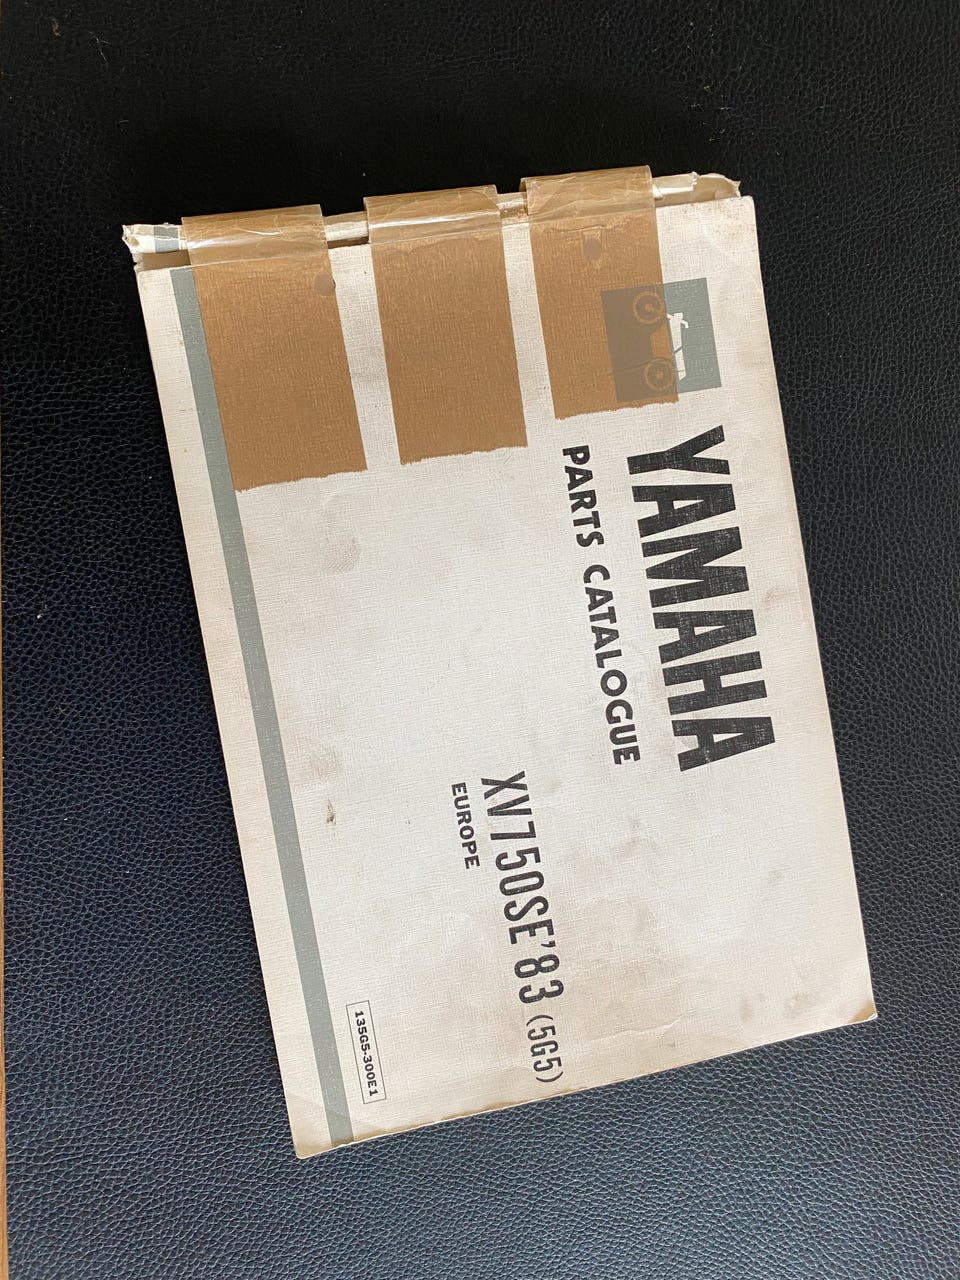 YAMAHA
PARTS CATALOGUE
XV750SE'83 (5G5)
EUROPE
135G5-300E1